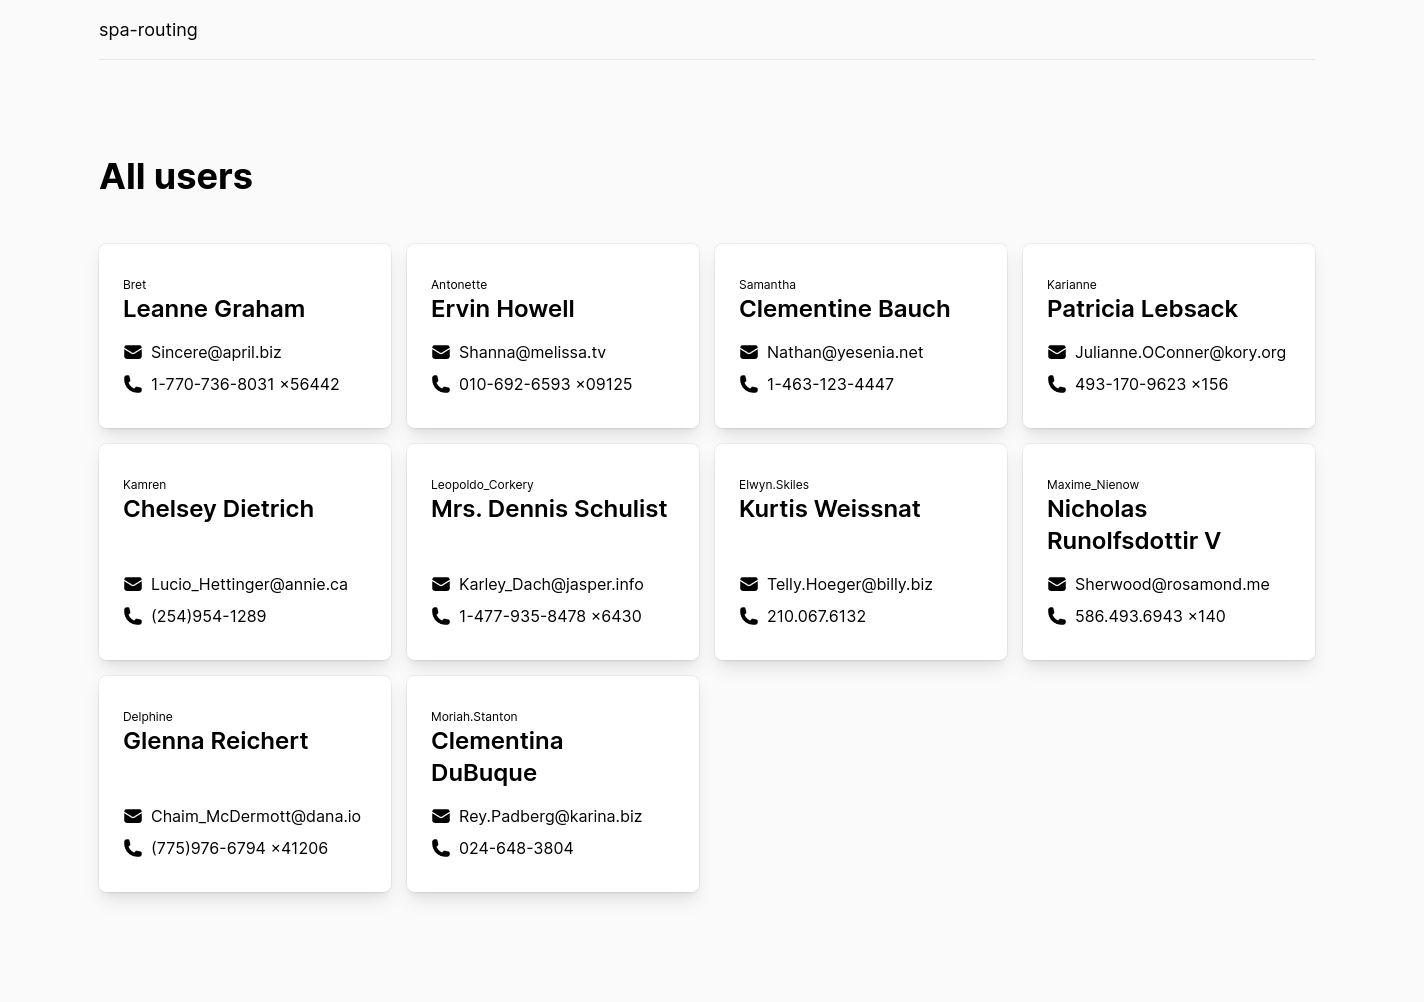 spa-routing
All users
Bret
Leanne Graham
Sincere@april.biz
1-770-736-8031 x56442
Antonette
Ervin Howell
Shanna@melissa.tv
010-692-6593 x09125
Samantha
Clementine Bauch
Nathan@yesenia.net
1-463-123-4447
Karianne
Patricia Lebsack
Julianne.OConner@kory.org
493-170-9623 x156
Kamren
Chelsey Dietrich
Lucio_Hettinger@annie.ca
(254)954-1289
Leopoldo_Corkery
Mrs. Dennis Schulist
Karley_Dach@jasper.info
1-477-935-8478 x6430
Elwyn.Skiles
Kurtis Weissnat
Telly.Hoeger@billy.biz
210.067.6132
Maxime_Nienow
Nicholas
Runolfsdottir V
Sherwood@rosamond.me
586.493.6943 x140
Delphine
Glenna Reichert
Chaim_McDermott@dana.io
(775)976-6794 x41206
Moriah.Stanton
Clementina
DuBuque
Rey.Padberg@karina.biz
024-648-3804